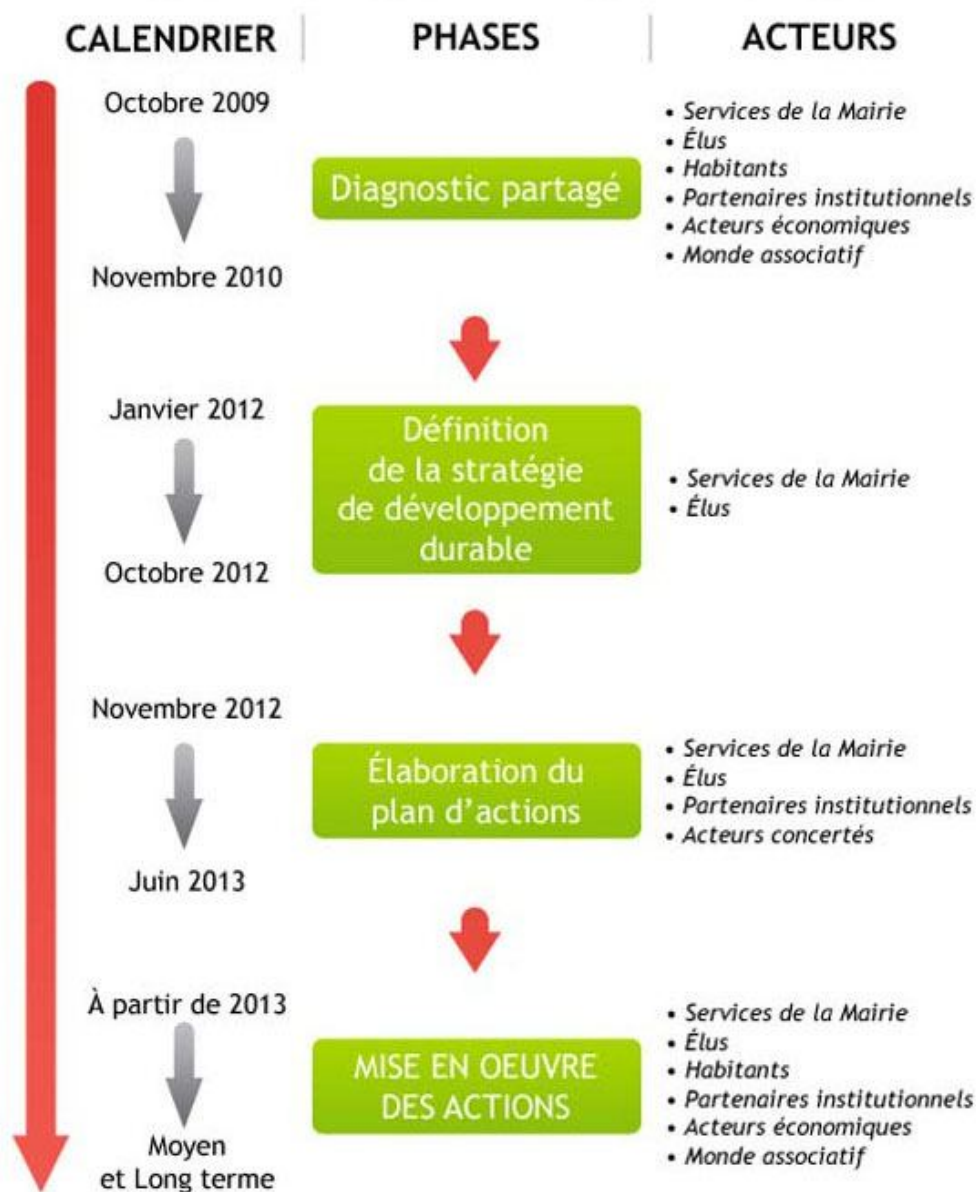 CALENDRIER
PHASES
ACTEURS
Octobre 2009
Novembre 2010
Diagnostic partagé
• Services de la Mairie
• Élus
• Habitants
• Partenaires institutionnels
• Acteurs économiques
• Monde associatif
Janvier 2012
Octobre 2012
Définition
de la stratégie
de développement
durable
• Services de la Mairie
• Élus
Novembre 2012
Juin 2013
Élaboration du
plan d’actions
• Services de la Mairie
• Élus
• Partenaires institutionnels
• Acteurs concertés
À partir de 2013
Moyen
et Long terme
MISE EN OEUVRE
DES ACTIONS
• Services de la Mairie
• Élus
• Habitants
• Partenaires institutionnels
• Acteurs économiques
• Monde associatif